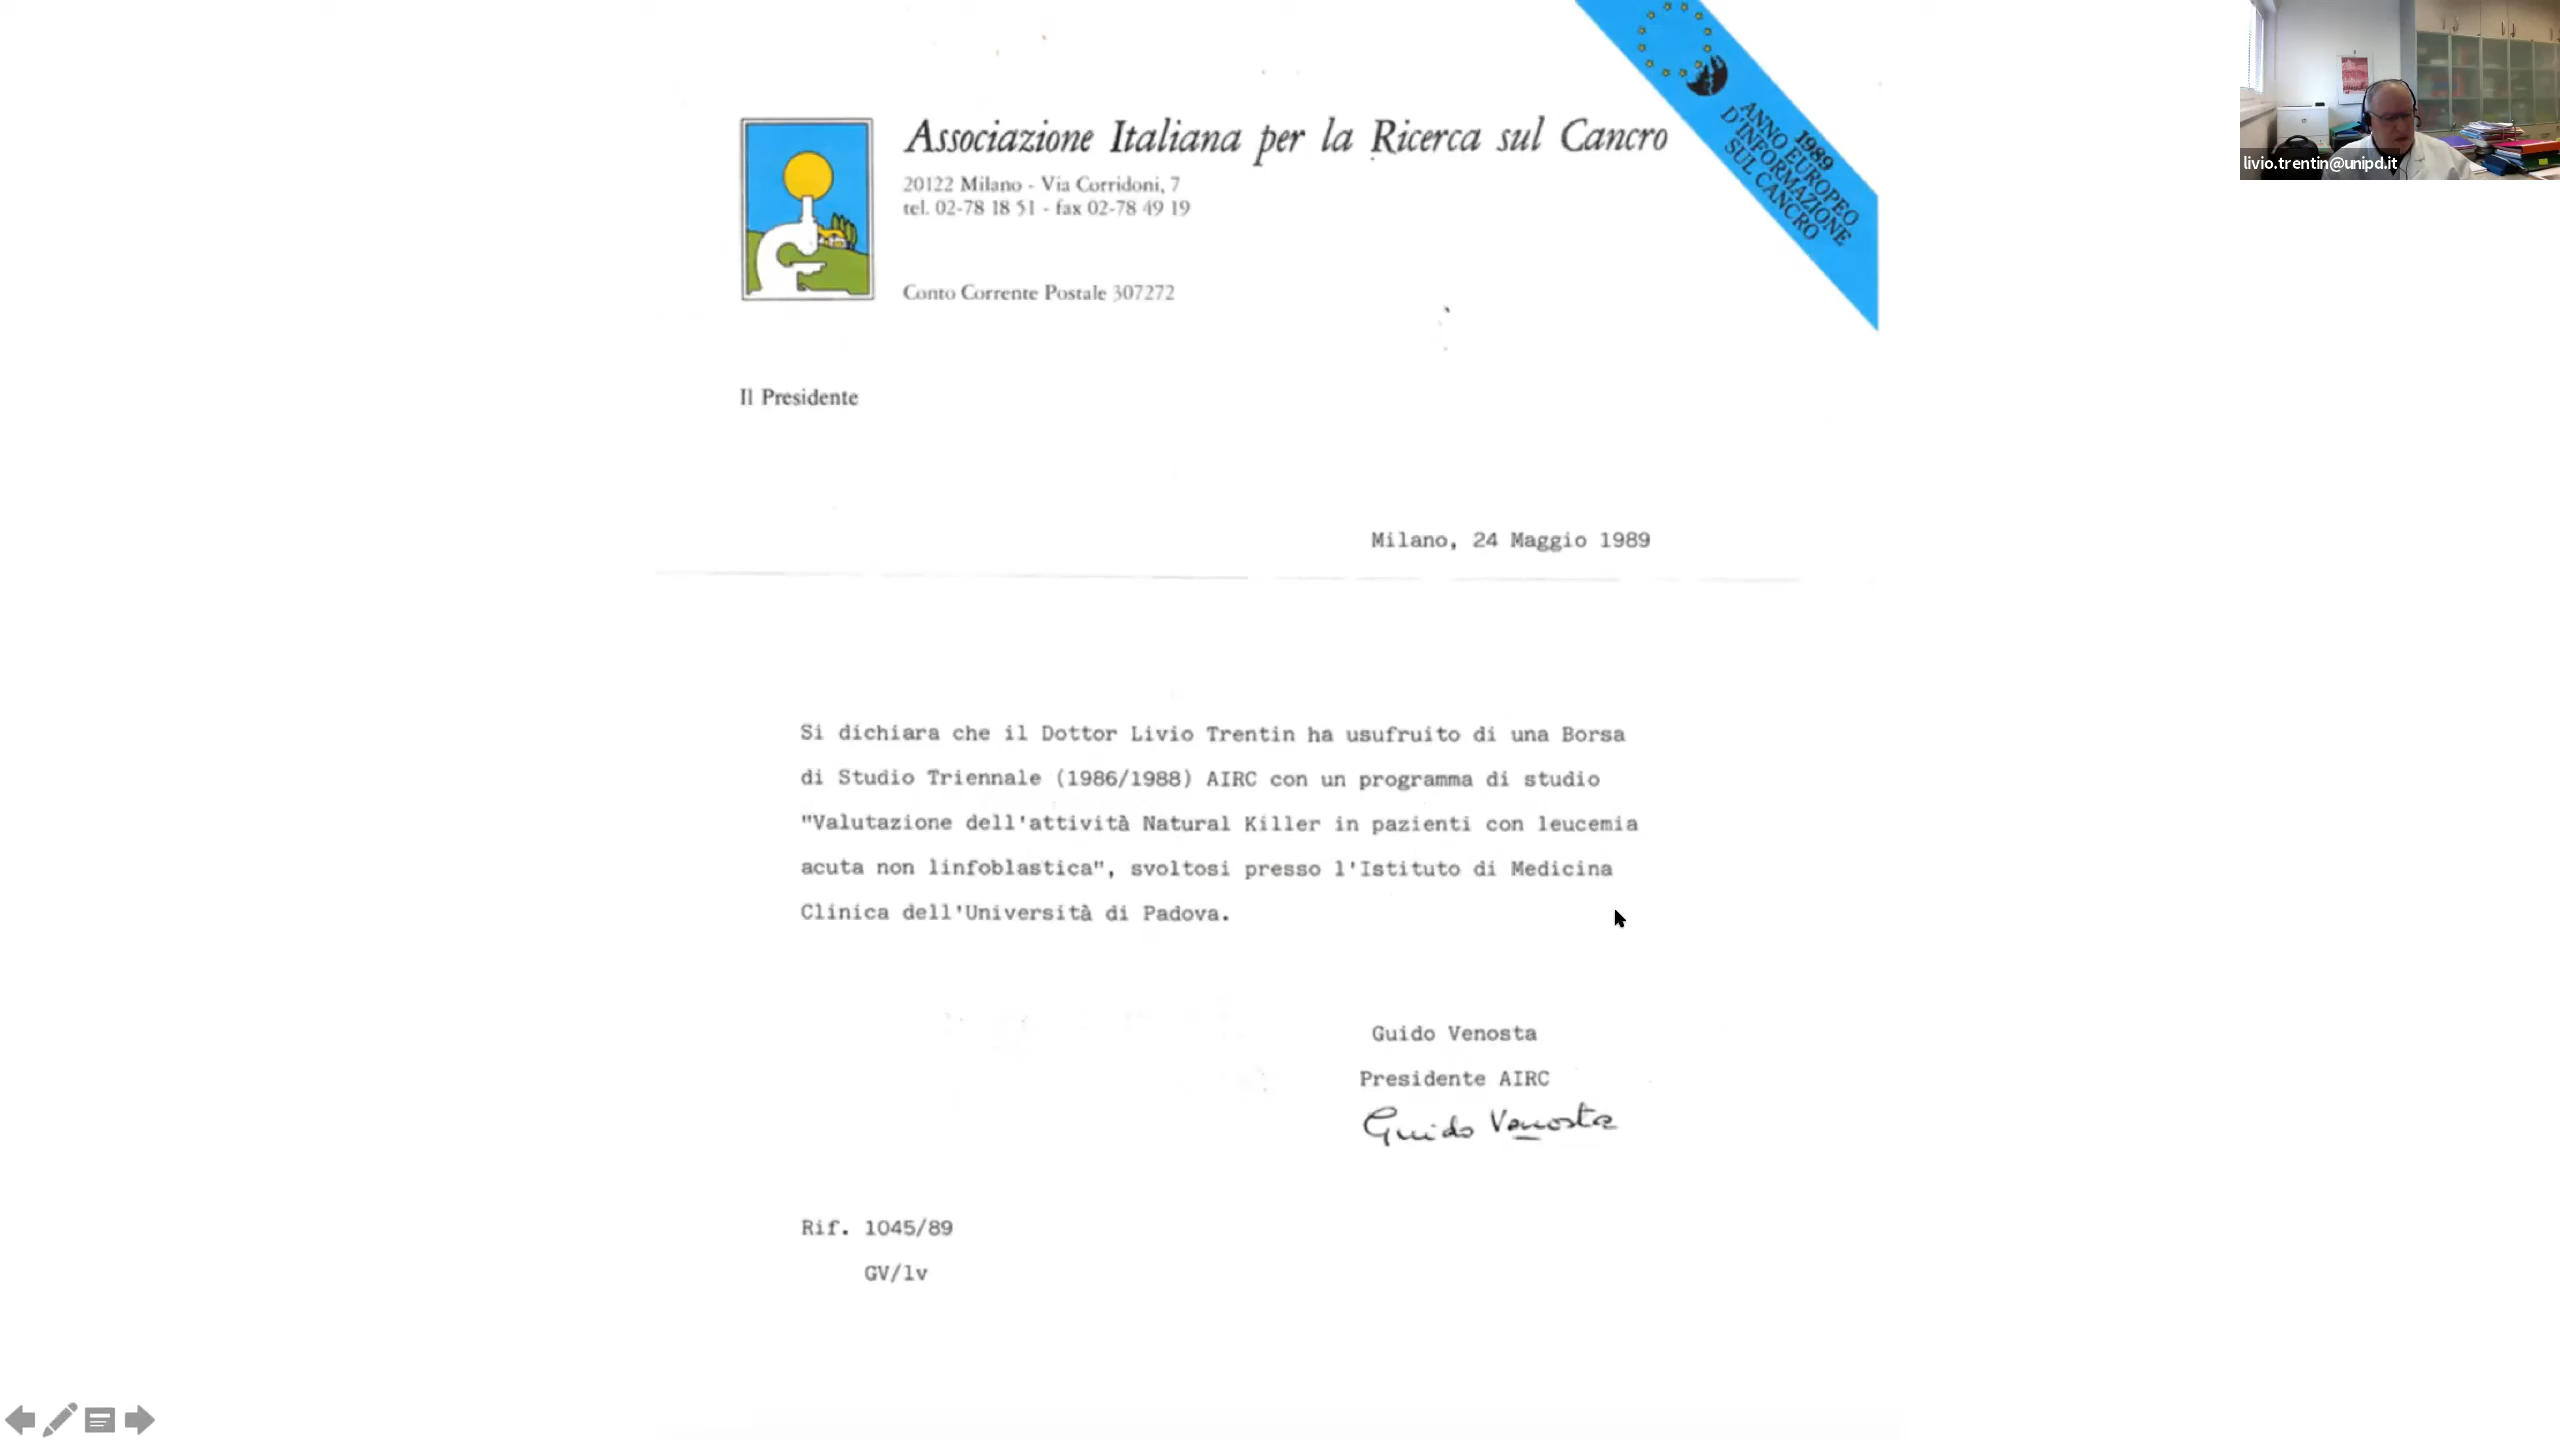 Associazione Italiana per la Ricerca sul Cancro
20122 Milano - Via Corridoni, 7
tel. 02-78 18 51 - fax 02-78 49 19
Conto Corrente Postale 307272
1989
ANNO EUROPEO
D'INFORMAZIONE
SUL CANCRO
livio.trentin@unipd.it
Il Presidente
Milano, 24 Maggio 1989
Si dichiara che il Dottor Livio Trentin ha usufruito di una Borsa
di Studio Triennale (1986/1988) AIRC con un programma di studio
"Valutazione dell'attività Natural Killer in pazienti con leucemia
acuta non linfoblastica", svoltosi presso l'Istituto di Medicina
Clinica dell'Università di Padova.
Guido Venosta
Presidente AIRC
Guido Venosta
Rif. 1045/89
GV/lv